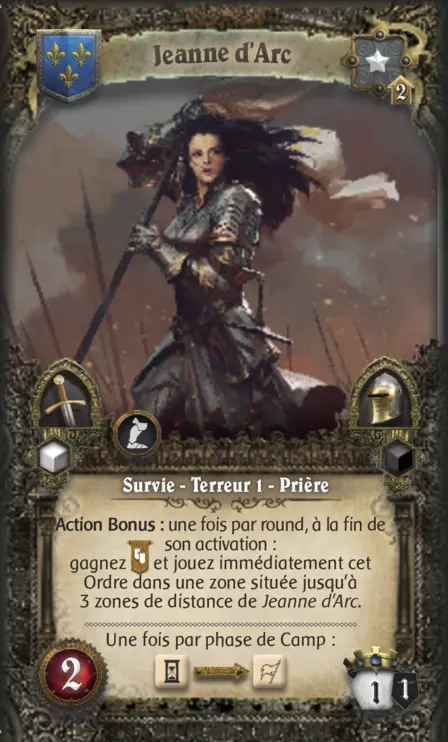 Jeanne d'Arc
2
Survie - Terreur 1 - Prière
Action Bonus : une fois par round, à la fin de
son activation :
gagnez et jouez immédiatement cet
Ordre dans une zone située jusqu'à
3 zones de distance de Jeanne d'Arc.
Une fois par phase de Camp :
2
1 1